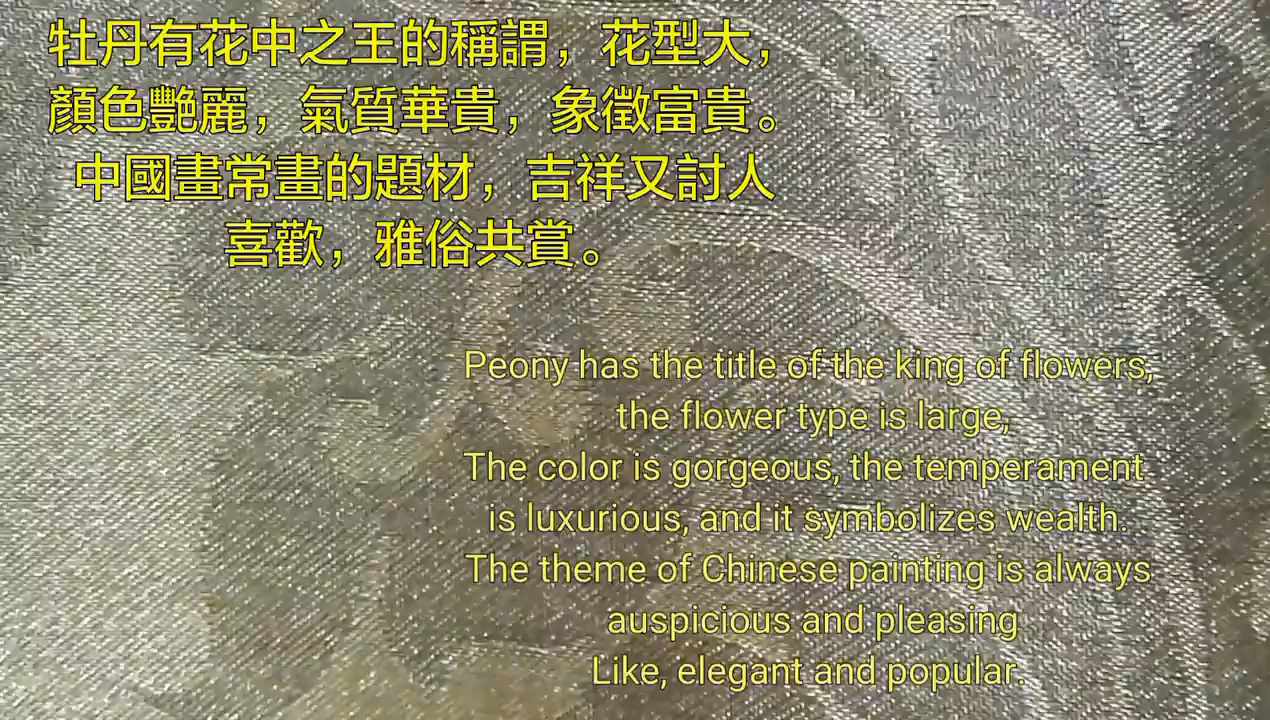 牡丹有花中之王的稱謂，花型大，
顏色艷麗，氣質華貴，象徵富貴。
中國畫常畫的題材，吉祥又討人
喜歡，雅俗共賞。
Peony has the title of the king of flowers,
the flower type is large,
The color is gorgeous, the temperament
is luxurious, and it symbolizes wealth.
The theme of Chinese painting is always
auspicious and pleasing
Like, elegant and popular.